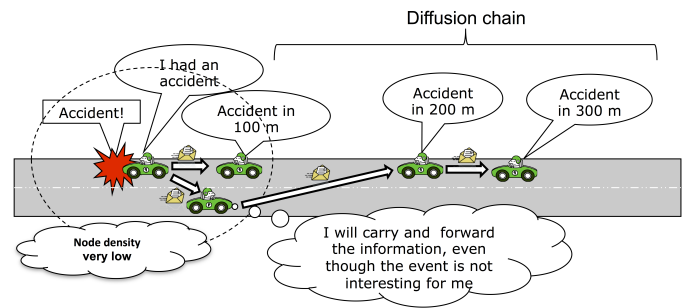 Diffusion chain
I had an
accident
Accident!
Accident in
100 m
Accident
in 200 m
Accident
in 300 m
Node density
very low
I will carry and forward
the information, even
though the event is not
interesting for me